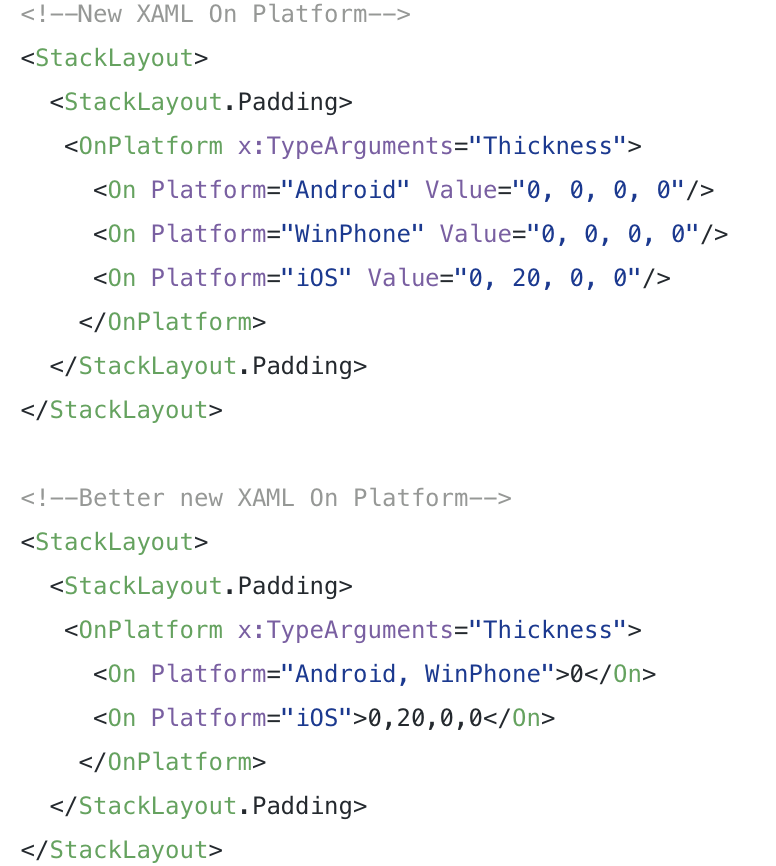 <!--New XAML On Platform-->
<StackLayout>
  <StackLayout.Padding>
   <OnPlatform x:TypeArguments="Thickness">
     <On Platform="Android" Value="0, 0, 0, 0"/>
     <On Platform="WinPhone" Value="0, 0, 0, 0"/>
     <On Platform="iOS" Value="0, 20, 0, 0"/>
    </OnPlatform>
  </StackLayout.Padding>
</StackLayout>

<!--Better new XAML On Platform-->
<StackLayout>
  <StackLayout.Padding>
   <OnPlatform x:TypeArguments="Thickness">
     <On Platform="Android, WinPhone">0</On>
     <On Platform="iOS">0,20,0,0</On>
    </OnPlatform>
  </StackLayout.Padding>
</StackLayout>